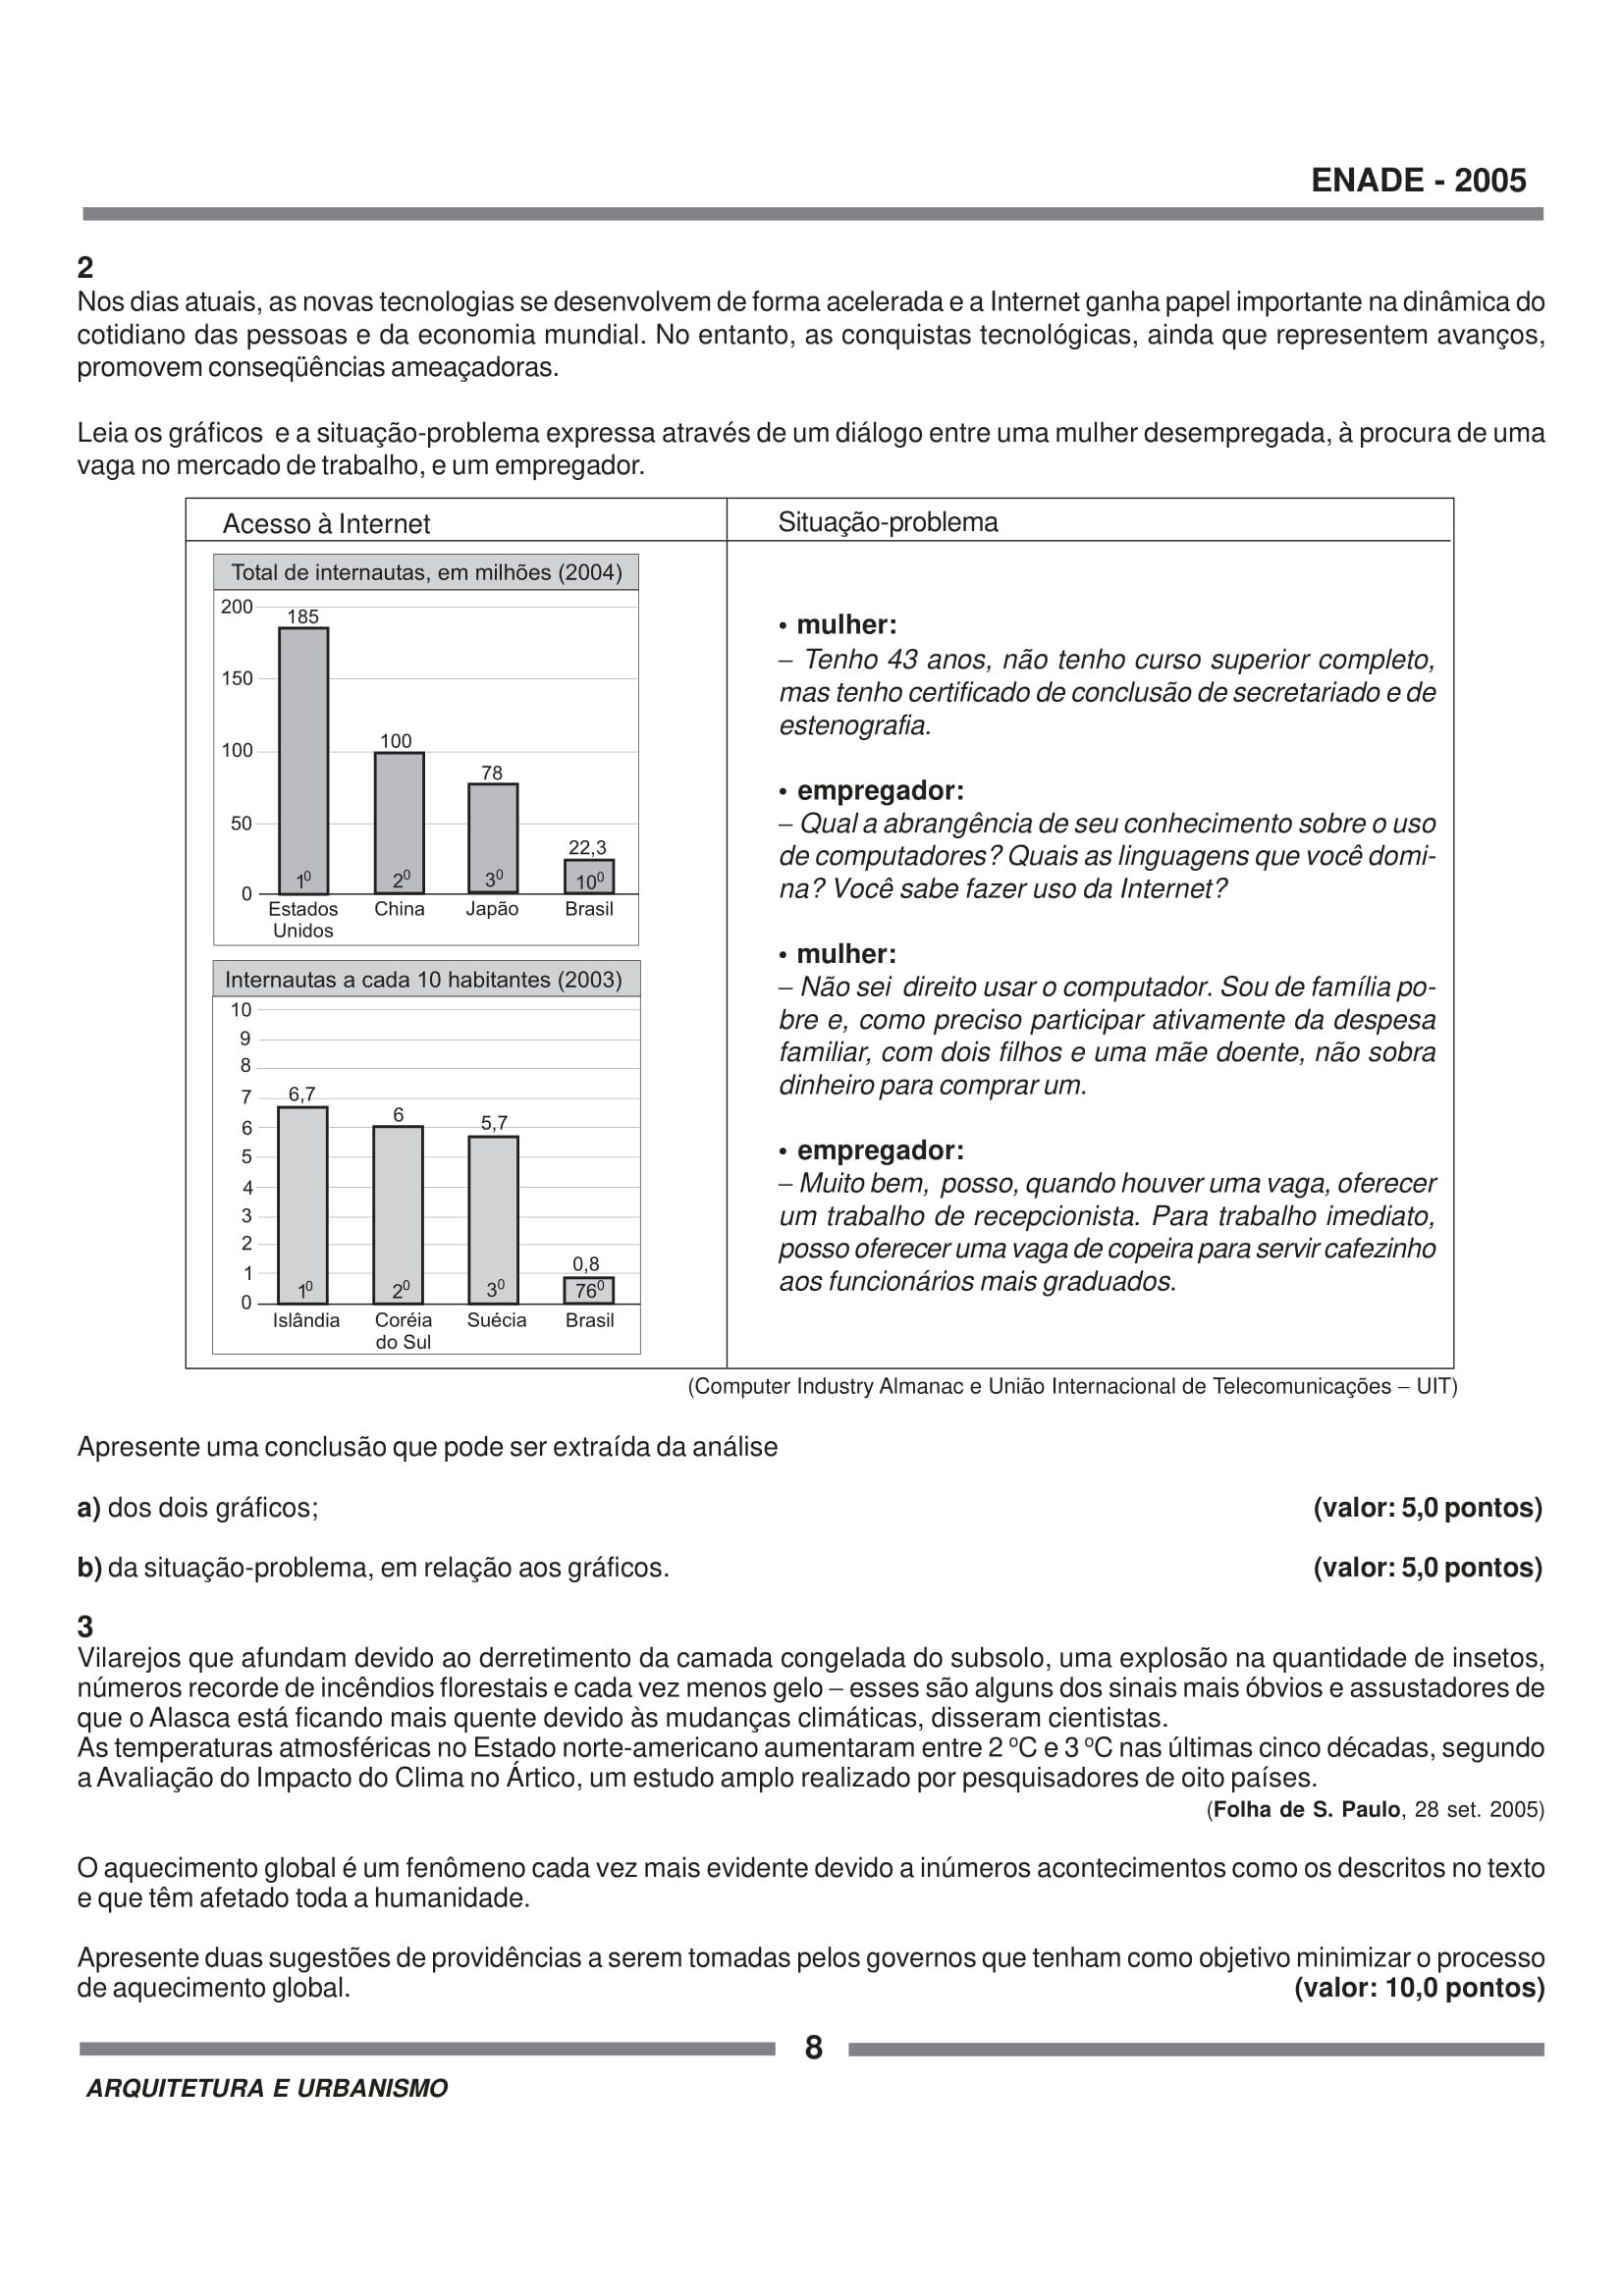 ENADE - 2005
2
Nos dias atuais, as novas tecnologias se desenvolvem de forma acelerada e a Internet ganha papel importante na dinâmica do
cotidiano das pessoas e da economia mundial. No entanto, as conquistas tecnológicas, ainda que representem avanços,
promovem conseqüências ameaçadoras.
Leia os gráficos e a situação-problema expressa através de um diálogo entre uma mulher desempregada, à procura de uma
vaga no mercado de trabalho, e um empregador.
Acesso à Internet
Total de internautas, em milhões (2004)
200
150
100
50
0
185
100
78
22,3
1º
2º
3º
10º
Estados
Unidos
China
Japão
Brasil
Internautas a cada 10 habitantes (2003)
10
9
8
7
6
5
4
3
2
1
0
6,7
6
5,7
0,8
1º
2º
3º
76º
Islândia
Coréia
do Sul
Suécia
Brasil
Situação-problema
• mulher:
– Tenho 43 anos, não tenho curso superior completo,
mas tenho certificado de conclusão de secretariado e de
estenografia.
• empregador:
– Qual a abrangência de seu conhecimento sobre o uso
de computadores? Quais as linguagens que você domi-
na? Você sabe fazer uso da Internet?
• mulher:
– Não sei direito usar o computador. Sou de família po-
bre e, como preciso participar ativamente da despesa
familiar, com dois filhos e uma mãe doente, não sobra
dinheiro para comprar um.
• empregador:
– Muito bem, posso, quando houver uma vaga, oferecer
um trabalho de recepcionista. Para trabalho imediato,
posso oferecer uma vaga de copeira para servir cafezinho
aos funcionários mais graduados.
(Computer Industry Almanac e União Internacional de Telecomunicações – UIT)
Apresente uma conclusão que pode ser extraída da análise
a) dos dois gráficos; (valor: 5,0 pontos)
b) da situação-problema, em relação aos gráficos. (valor: 5,0 pontos)
3
Vilarejos que afundam devido ao derretimento da camada congelada do subsolo, uma explosão na quantidade de insetos,
números recorde de incêndios florestais e cada vez menos gelo – esses são alguns dos sinais mais óbvios e assustadores de
que o Alasca está ficando mais quente devido às mudanças climáticas, disseram cientistas.
As temperaturas atmosféricas no Estado norte-americano aumentaram entre 2 ºC e 3 ºC nas últimas cinco décadas, segundo
a Avaliação do Impacto do Clima no Ártico, um estudo amplo realizado por pesquisadores de oito países.
(Folha de S. Paulo, 28 set. 2005)
O aquecimento global é um fenômeno cada vez mais evidente devido a inúmeros acontecimentos como os descritos no texto
e que têm afetado toda a humanidade.
Apresente duas sugestões de providências a serem tomadas pelos governos que tenham como objetivo minimizar o processo
de aquecimento global. (valor: 10,0 pontos)
8
ARQUITETURA E URBANISMO